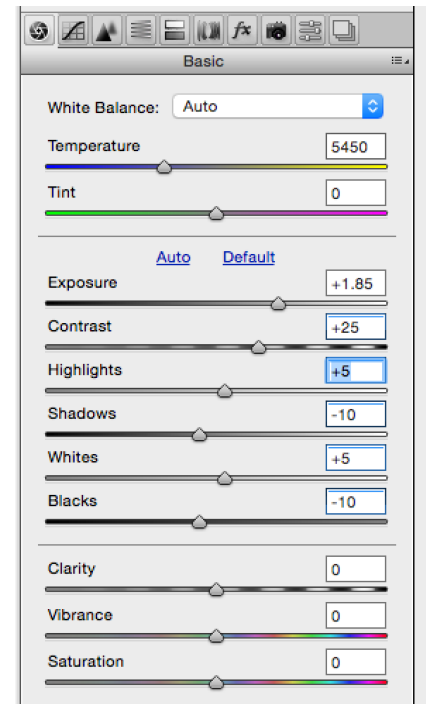 fx
Basic
White Balance: Auto
Temperature 5450
Tint 0
Auto Default
Exposure +1.85
Contrast +25
Highlights +5
Shadows -10
Whites +5
Blacks -10
Clarity 0
Vibrance 0
Saturation 0